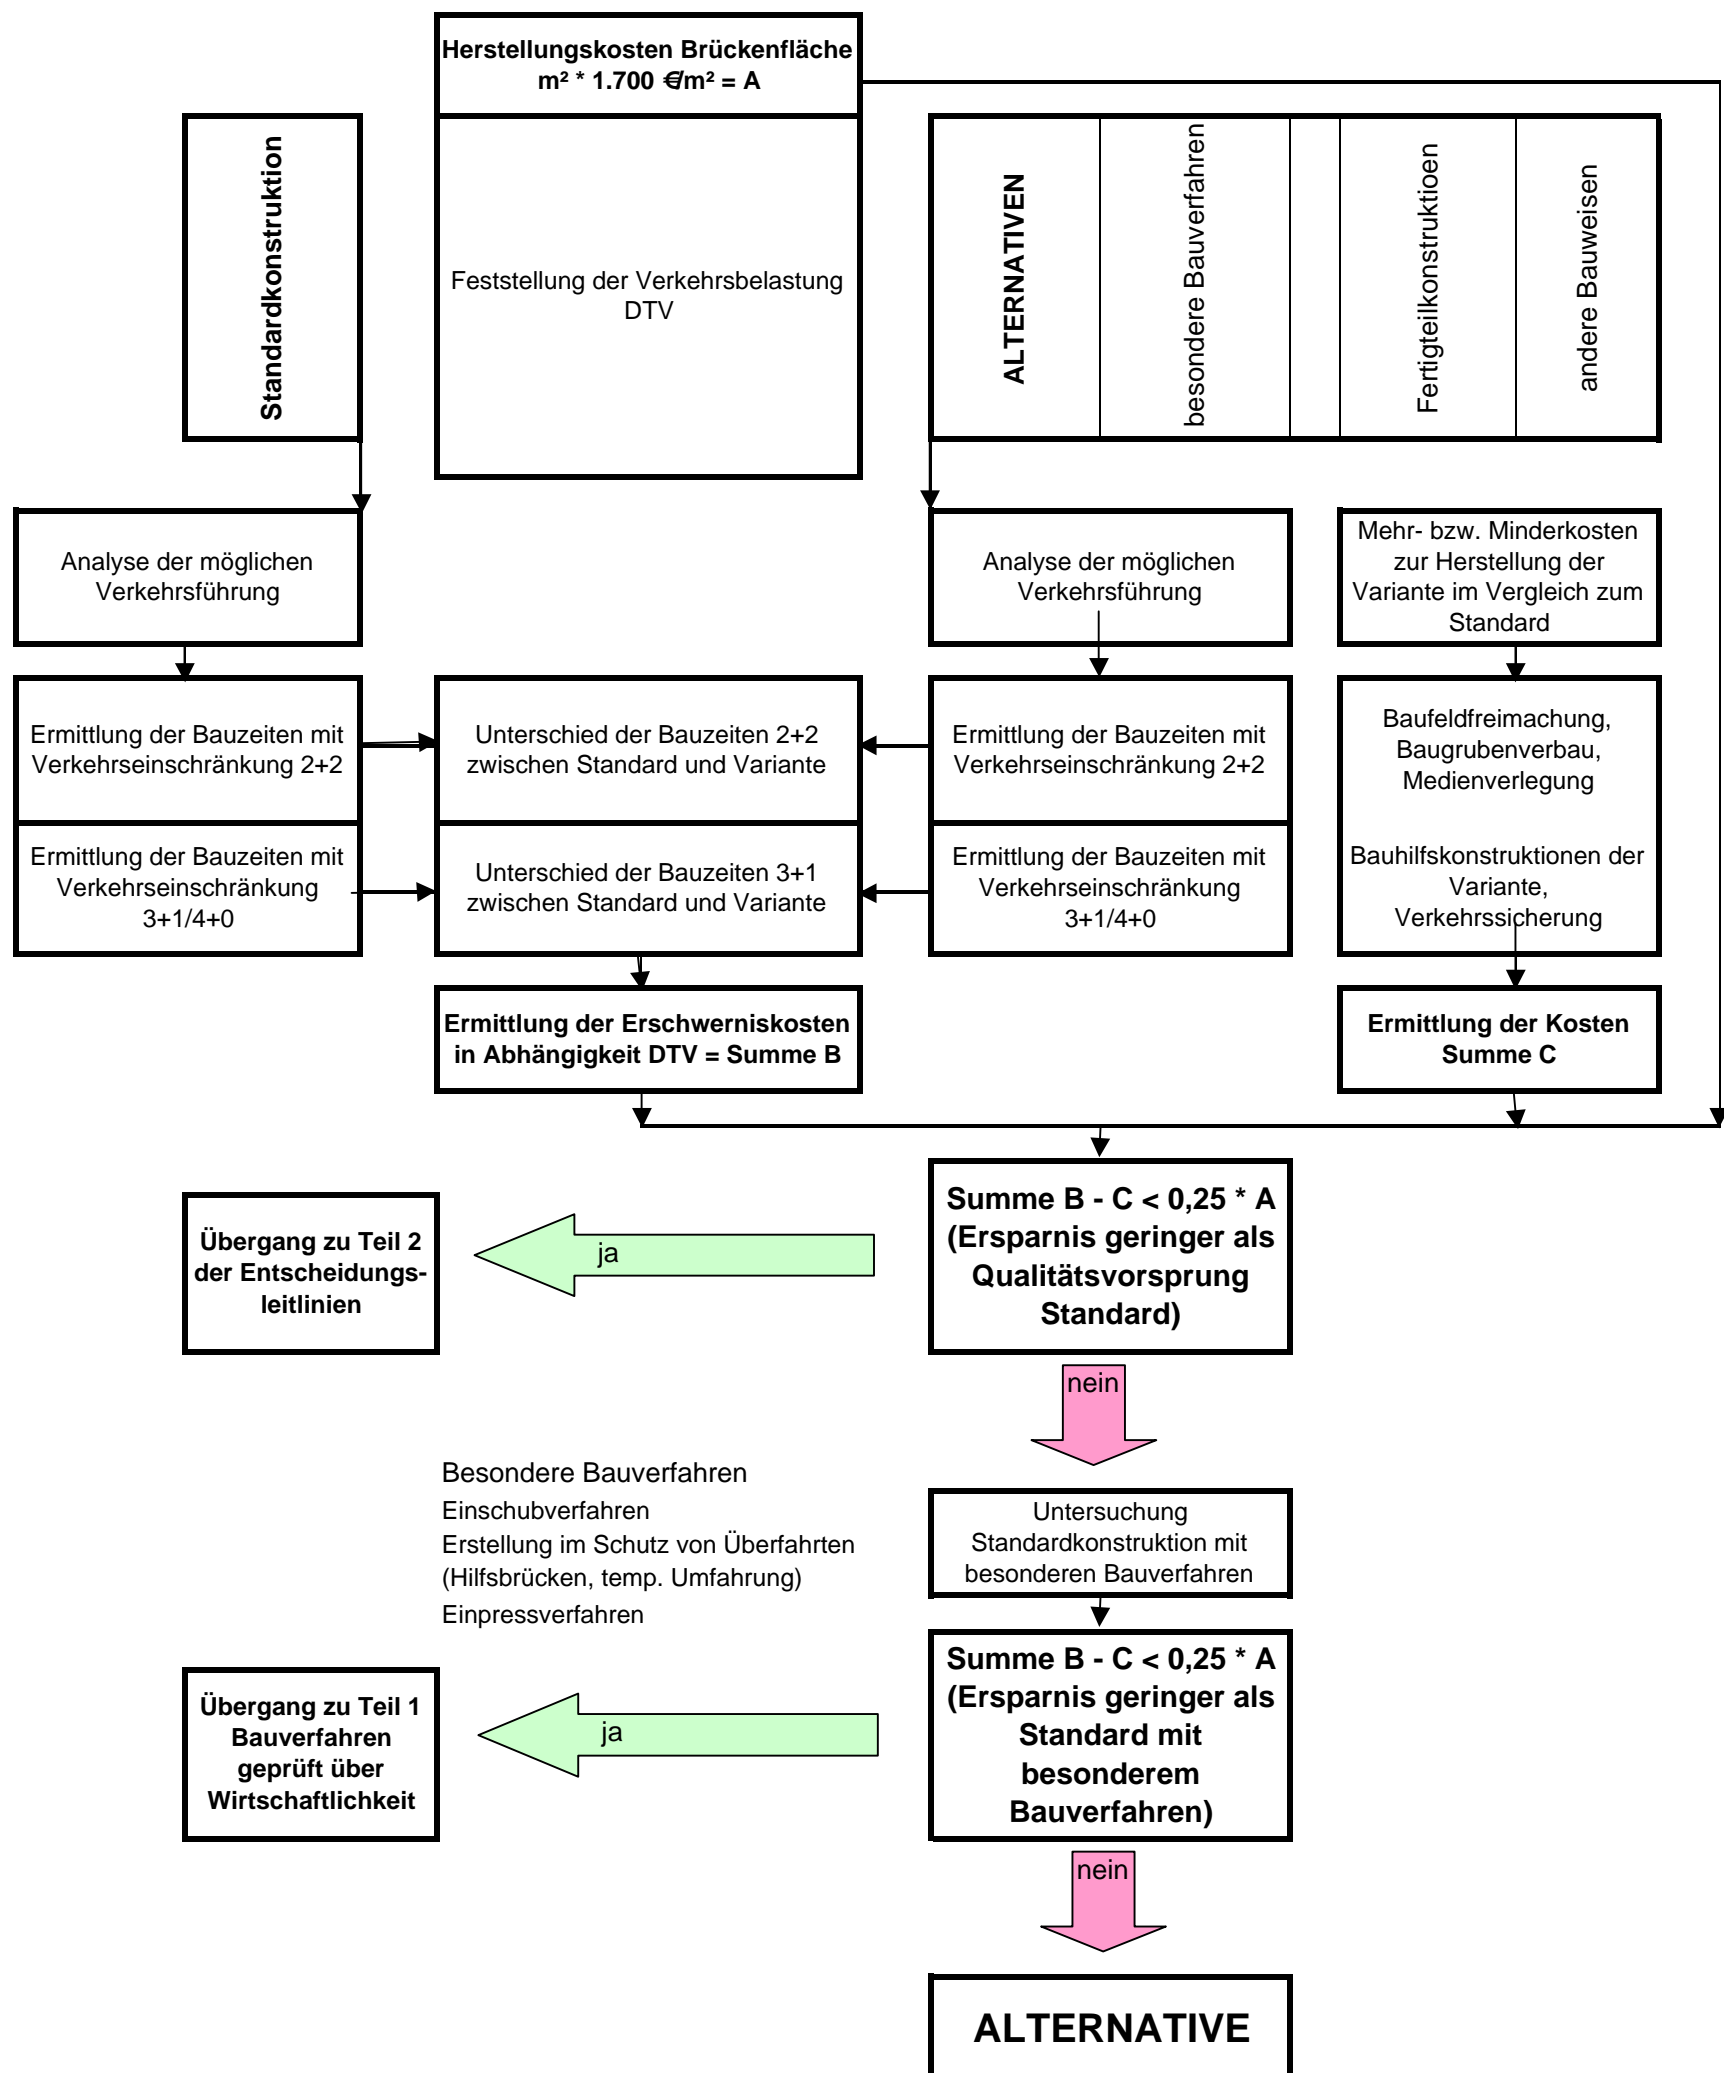 Herstellungskosten Brückenfläche
m² * 1.700 €/m² = A
Standardkonstruktion
Feststellung der Verkehrsbelastung
DTV
ALTERNATIVEN
besondere Bauverfahren
Fertigteilkonstruktioen
andere Bauweisen
Analyse der möglichen
Verkehrsführung
Analyse der möglichen
Verkehrsführung
Mehr- bzw. Minderkosten
zur Herstellung der
Variante im Vergleich zum
Standard
Ermittlung der Bauzeiten mit
Verkehrseinschränkung 2+2
Unterschied der Bauzeiten 2+2
zwischen Standard und Variante
Ermittlung der Bauzeiten mit
Verkehrseinschränkung 2+2
Baufeldfreimachung,
Baugrubenverbau,
Medienverlegung
Ermittlung der Bauzeiten mit
Verkehrseinschränkung
3+1/4+0
Unterschied der Bauzeiten 3+1
zwischen Standard und Variante
Ermittlung der Bauzeiten mit
Verkehrseinschränkung
3+1/4+0
Bauhilfskonstruktionen der
Variante,
Verkehrssicherung
Ermittlung der Erschwerniskosten
in Abhängigkeit DTV = Summe B
Ermittlung der Kosten
Summe C
Summe B - C < 0,25 * A
(Ersparnis geringer als
Qualitätsvorsprung
Standard)
ja
Übergang zu Teil 2
der Entscheidungs-
leitlinien
nein
Besondere Bauverfahren
Einschubverfahren
Erstellung im Schutz von Überfahrten
(Hilfsbrücken, temp. Umfahrung)
Einpressverfahren
Untersuchung
Standardkonstruktion mit
besonderen Bauverfahren
Summe B - C < 0,25 * A
(Ersparnis geringer als
Standard mit
besonderem
Bauverfahren)
ja
Übergang zu Teil 1
Bauverfahren
geprüft über
Wirtschaftlichkeit
nein
ALTERNATIVE